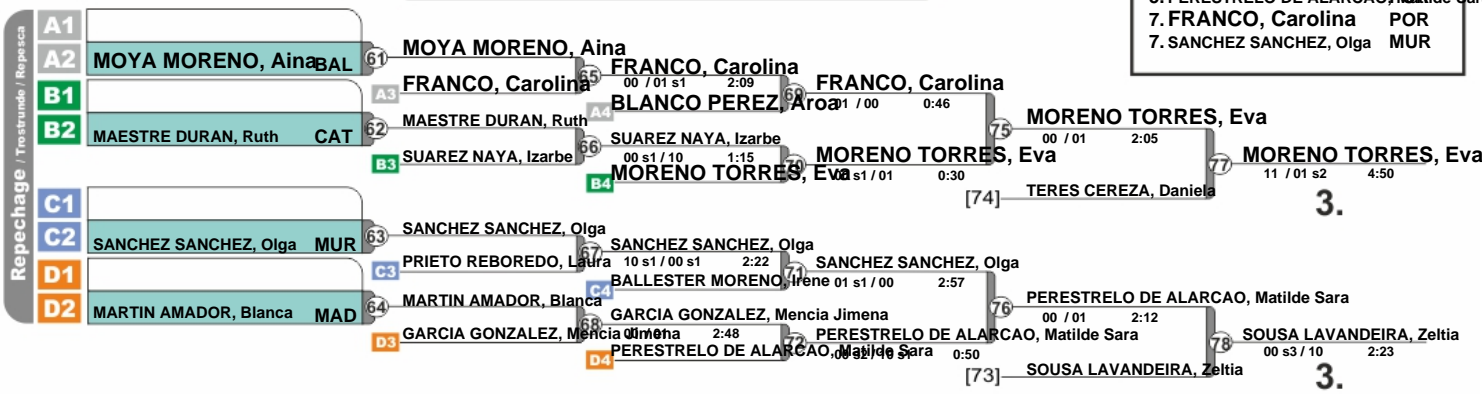 PERESTRELO DE ALARCAO,
7. FRANCO, Carolina POR
7. SANCHEZ SANCHEZ, Olga MUR
Repechage / Trostrunde / Repesca
A1
A2 MOYA MORENO, Aina BAL
B1
B2 MAESTRE DURAN, Ruth CAT
C1
C2 SANCHEZ SANCHEZ, Olga MUR
D1
D2 MARTIN AMADOR, Blanca MAD
61 MOYA MORENO, Aina
A3 FRANCO, Carolina
62 MAESTRE DURAN, Ruth
B3 SUAREZ NAYA, Izarbe
63 SANCHEZ SANCHEZ, Olga
C3 PRIETO REBOREDO, Laura
64 MARTIN AMADOR, Blanca
D3 GARCIA GONZALEZ, Mencia Jimena
65 FRANCO, Carolina
00 / 01 s1 2:09
A4 BLANCO PEREZ, Aroa
66 SUAREZ NAYA, Izarbe
00 s1 / 10 1:15
B4 MORENO TORRES, Eva
67 SANCHEZ SANCHEZ, Olga
10 s1 / 00 s1 2:22
C4 BALLESTER MORENO, Irene
68 GARCIA GONZALEZ, Mencia Jimena
2:48
D4 PERESTRELO DE ALARCAO, Matilde Sara
69 FRANCO, Carolina
01 / 00 0:46
70 MORENO TORRES, Eva
s1 / 01 0:30
71 SANCHEZ SANCHEZ, Olga
01 s1 / 00 2:57
72 PERESTRELO DE ALARCAO, Matilde Sara
0:50
75 MORENO TORRES, Eva
00 / 01 2:05
[74] TERES CEREZA, Daniela
76 PERESTRELO DE ALARCAO, Matilde Sara
00 / 01 2:12
[73] SOUSA LAVANDEIRA, Zeltia
77 MORENO TORRES, Eva
11 / 01 s2 4:50
3.
78 SOUSA LAVANDEIRA, Zeltia
00 s3 / 10 2:23
3.